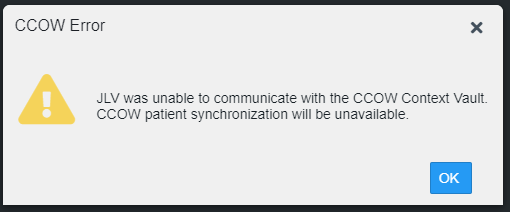 CCOW Error
JLV was unable to communicate with the CCOW Context Vault.
CCOW patient synchronization will be unavailable.
OK